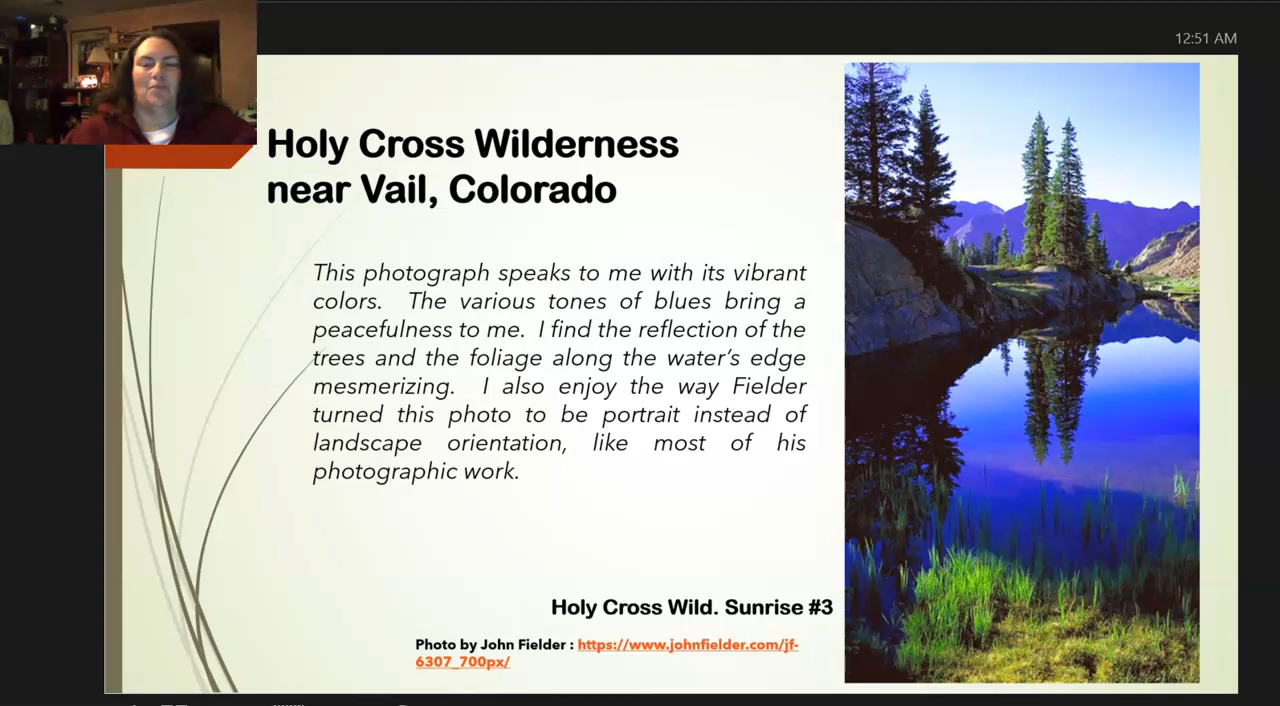 12:51 AM
Holy Cross Wilderness
near Vail, Colorado
This photograph speaks to me with its vibrant
colors. The various tones of blues bring a
peacefulness to me. I find the reflection of the
trees and the foliage along the water's edge
mesmerizing. I also enjoy the way Fielder
turned this photo to be portrait instead of
landscape orientation, like most of his
photographic work.
Holy Cross Wild. Sunrise #3
Photo by John Fielder : https://www.johnfielder.com/jf-
6307_700px/